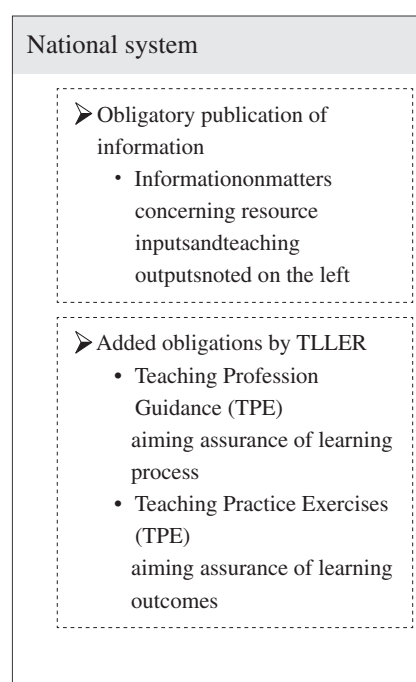 National system
➢ Obligatory publication of
information
• Informationonmatters
concerning resource
inputsandteaching
outputsnoted on the left
➢ Added obligations by TLLER
• Teaching Profession
Guidance (TPE)
aiming assurance of learning
process
• Teaching Practice Exercises
(TPE)
aiming assurance of learning
outcomes